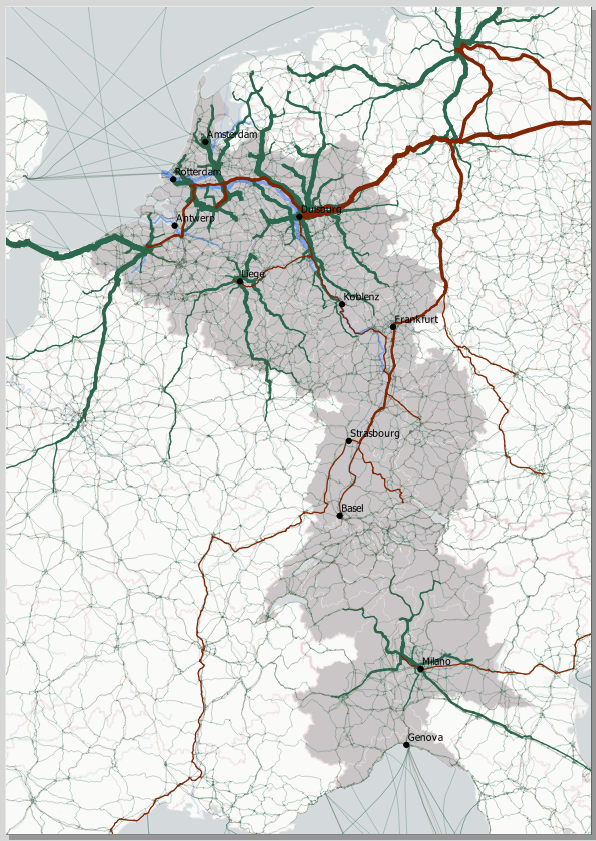 Amsterdam
Rotterdam
Duisburg
Antwerp
Liege
Koblenz
Frankfurt
Strasbourg
Basel
Milano
Genova